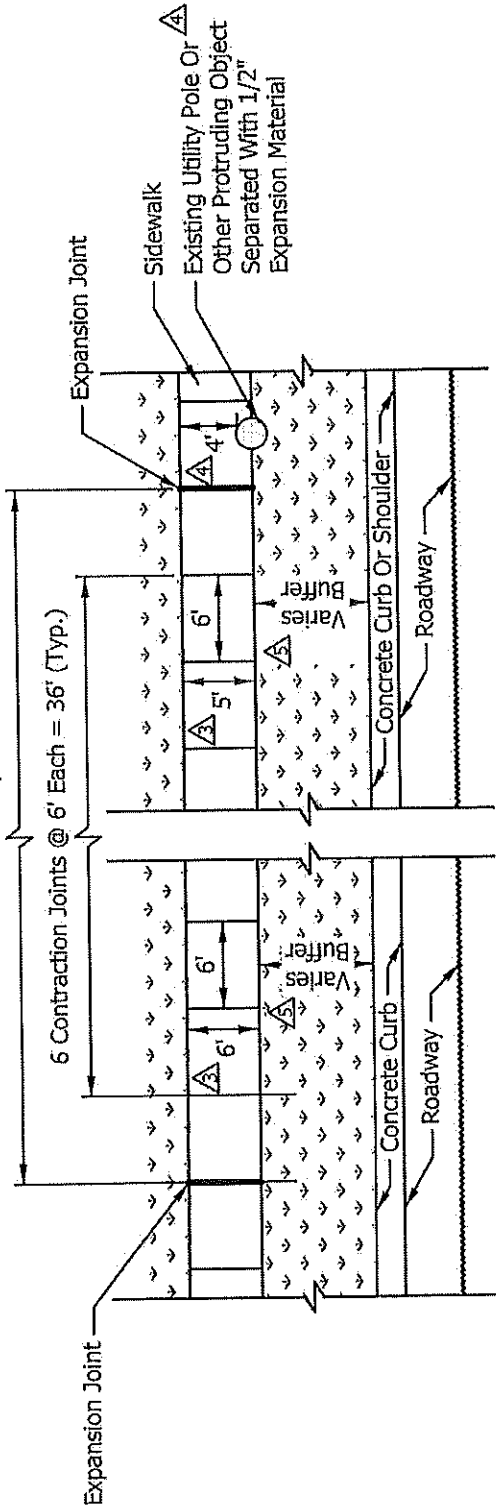 6 Contraction Joints @ 6' Each = 36' (Typ.)
Expansion Joint
Expansion Joint
Sidewalk
Existing Utility Pole Or 4
Other Protruding Object
Separated With 1/2"
Expansion Material
3
6'
6'
5
Varies
Buffer
Concrete Curb
Roadway
3
5'
6'
5
4
4'
Varies
Buffer
Concrete Curb Or Shoulder
Roadway